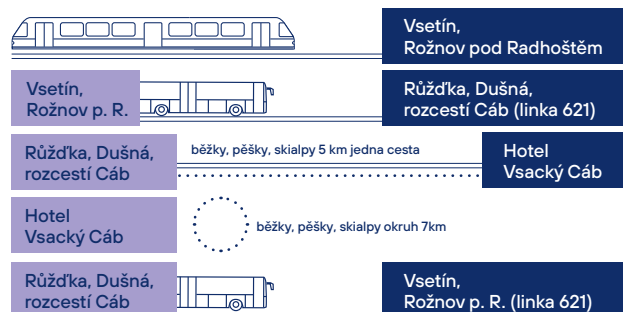 Vsetín,
Rožnov pod Radhoštěm
Vsetín,
Rožnov p. R.
Růžďka, Dušná,
rozcestí Cáb (linka 621)
Růžďka, Dušná,
rozcestí Cáb
běžky, pěšky, skialpy 5 km jedna cesta
Hotel
Vsacký Cáb
Hotel
Vsacký Cáb
běžky, pěšky, skialpy okruh 7km
Růžďka, Dušná,
rozcestí Cáb
Vsetín,
Rožnov p. R. (linka 621)